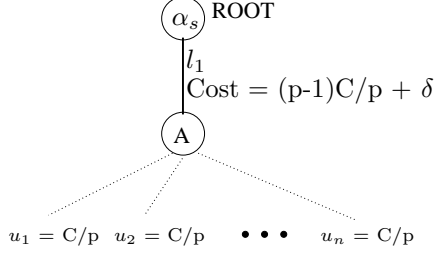 α_s ROOT
l_1
Cost = (p-1)C/p + δ
A
u_1 = C/p u_2 = C/p • • • u_n = C/p